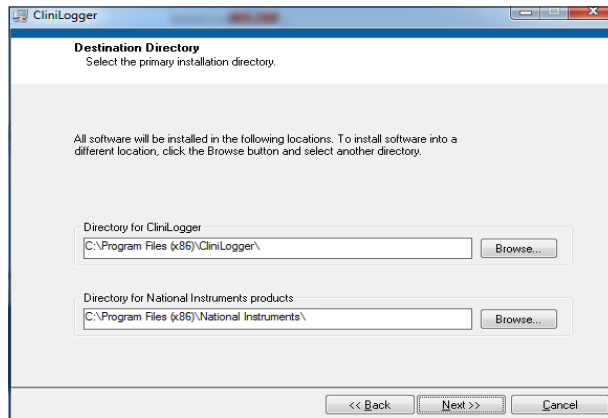 CliniLogger
Destination Directory
Select the primary installation directory.
All software will be installed in the following locations. To install software into a
different location, click the Browse button and select another directory.
Directory for CliniLogger
C:\Program Files (x86)\CliniLogger\
Browse...
Directory for National Instruments products
C:\Program Files (x86)\National Instruments\
Browse...
<< Back
Next >>
Cancel